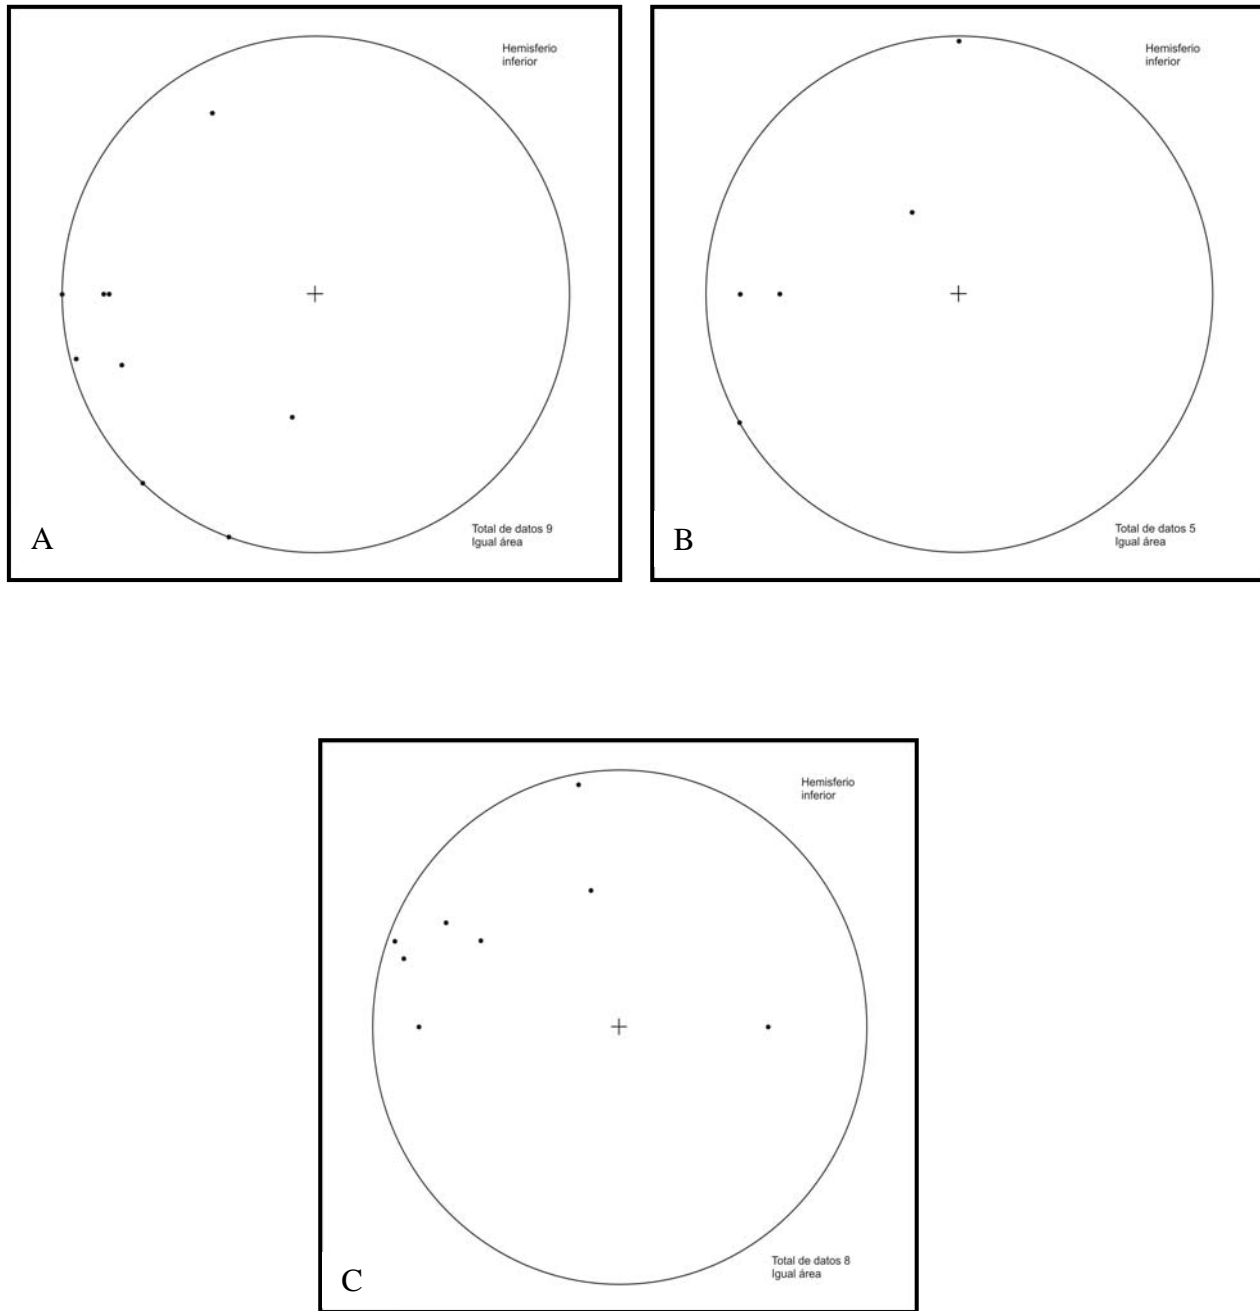 Hemisferio
inferior
Total de datos 9
Igual área
A
Hemisferio
inferior
Total de datos 5
Igual área
B
Hemisferio
inferior
Total de datos 8
Igual área
C